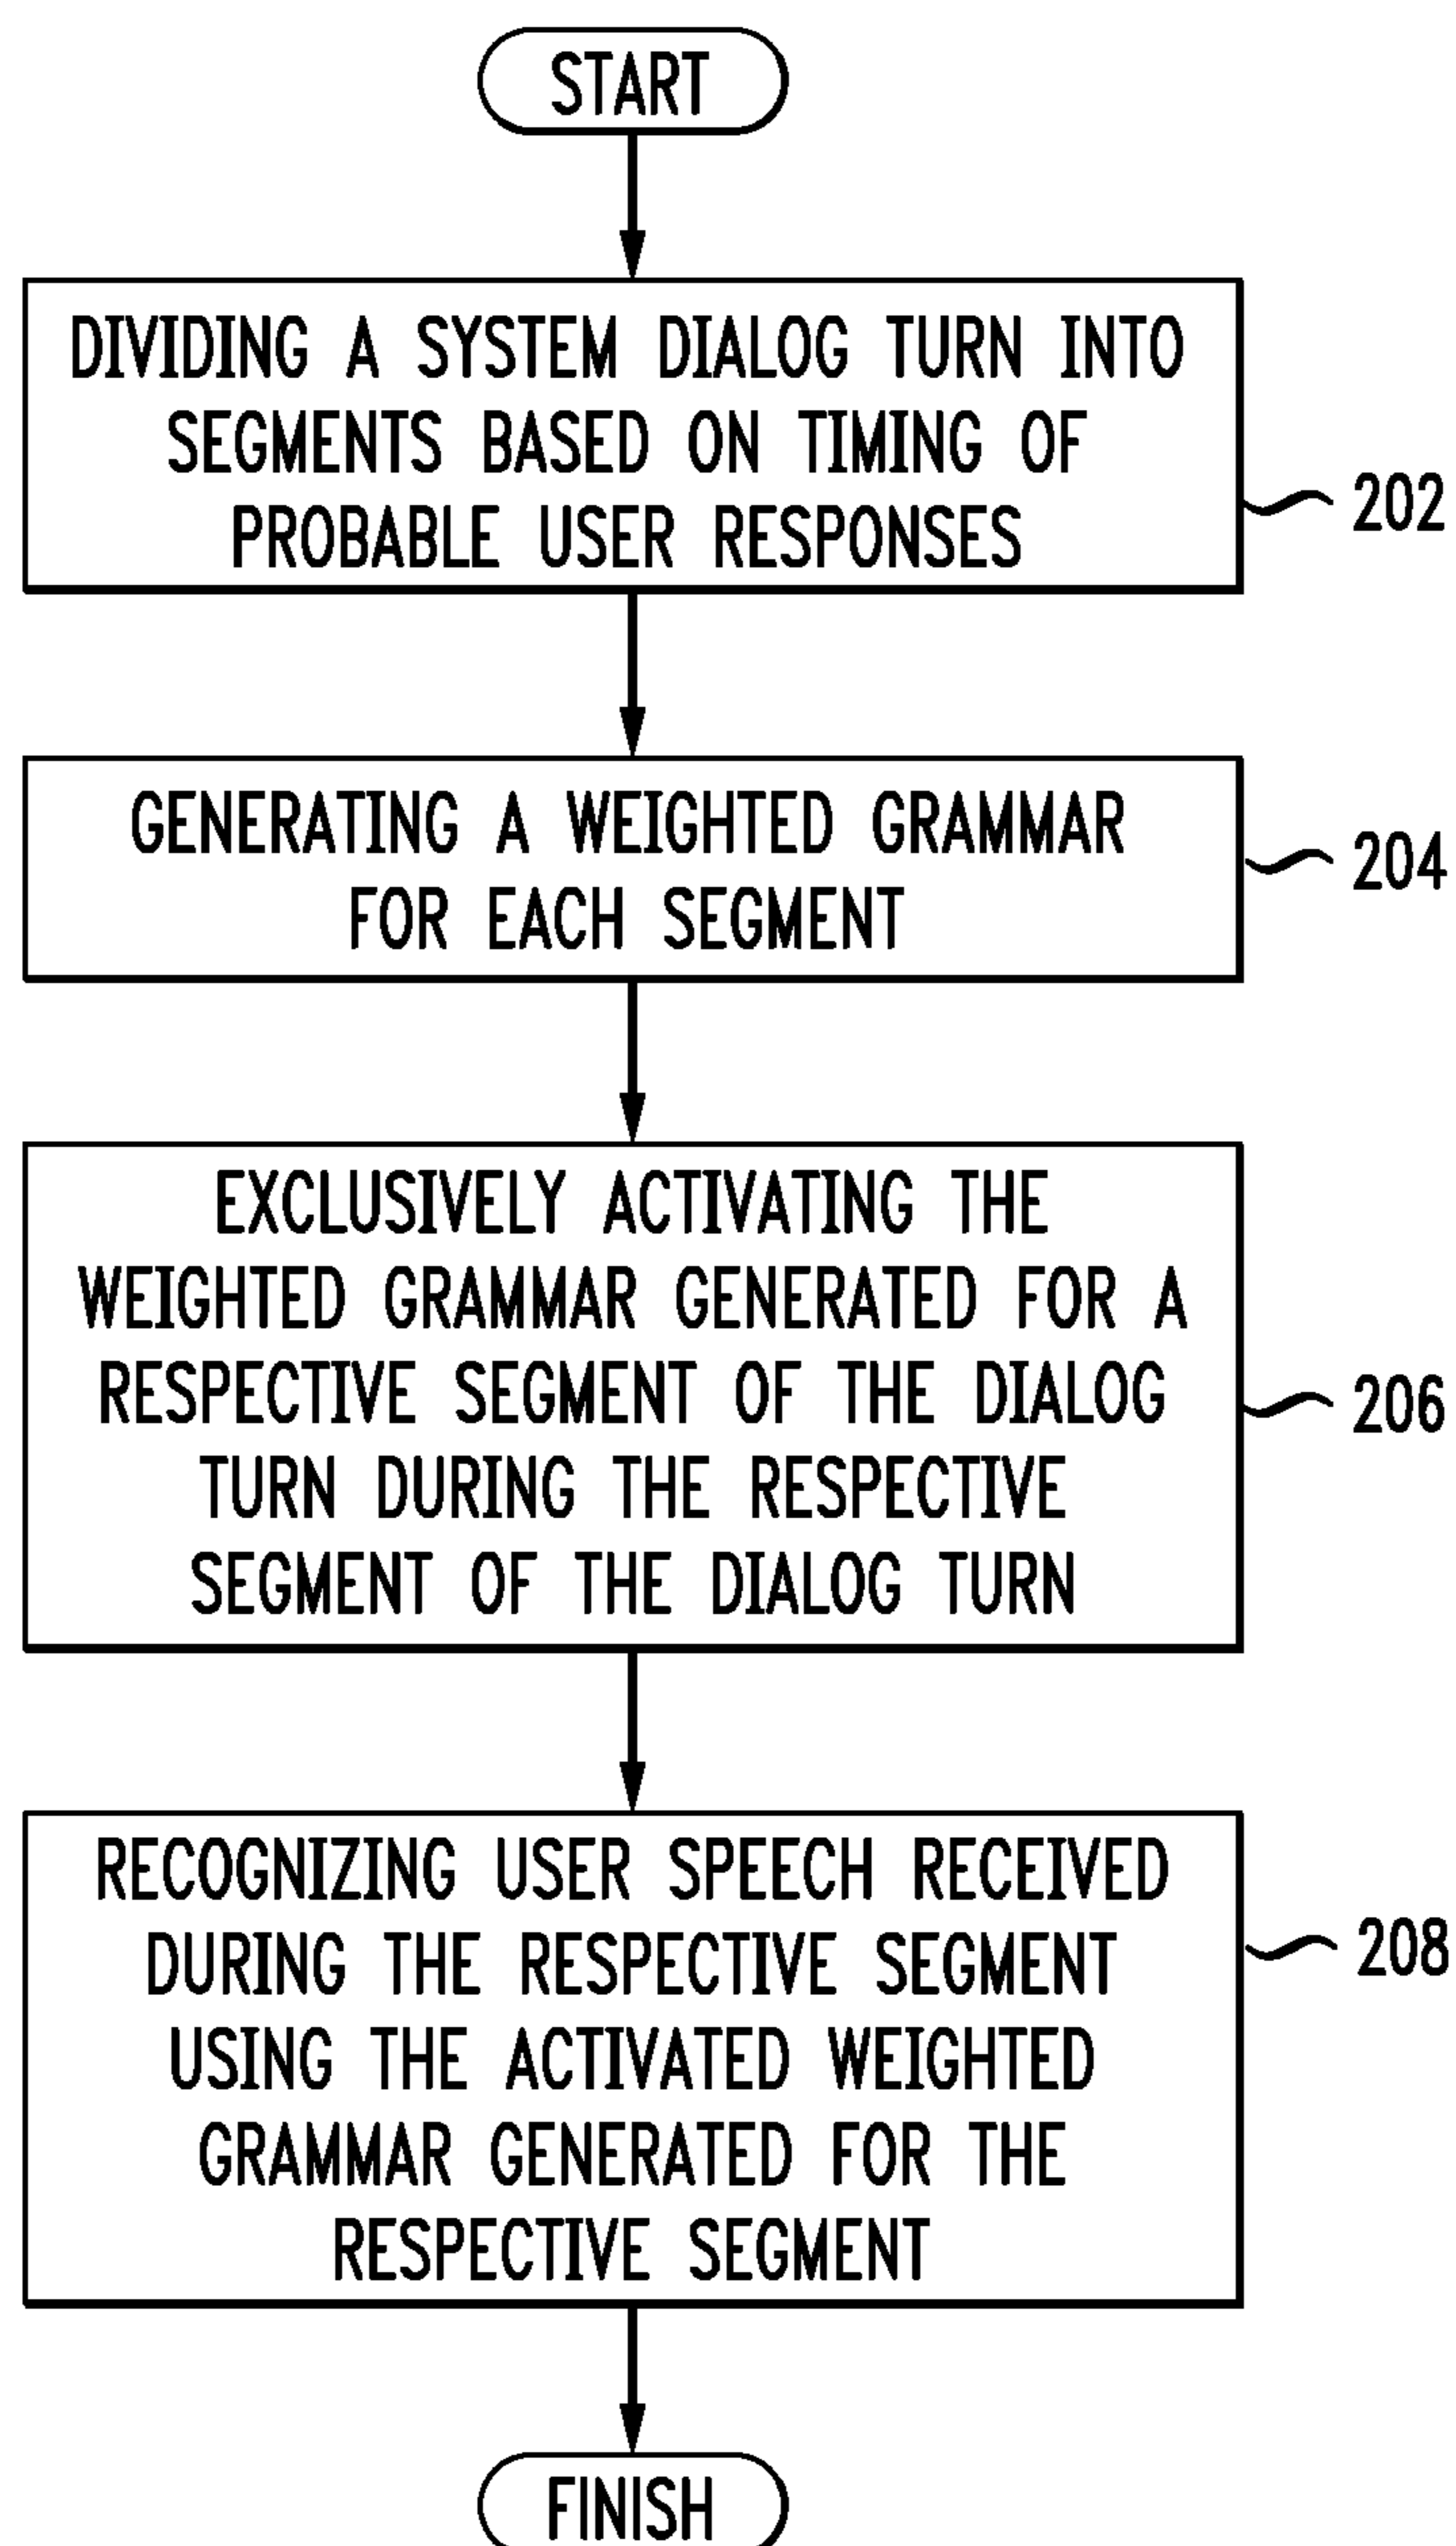 START
DIVIDING A SYSTEM DIALOG TURN INTO
SEGMENTS BASED ON TIMING OF
PROBABLE USER RESPONSES
202
GENERATING A WEIGHTED GRAMMAR
FOR EACH SEGMENT
204
EXCLUSIVELY ACTIVATING THE
WEIGHTED GRAMMAR GENERATED FOR A
RESPECTIVE SEGMENT OF THE DIALOG
TURN DURING THE RESPECTIVE
SEGMENT OF THE DIALOG TURN
206
RECOGNIZING USER SPEECH RECEIVED
DURING THE RESPECTIVE SEGMENT
USING THE ACTIVATED WEIGHTED
GRAMMAR GENERATED FOR THE
RESPECTIVE SEGMENT
208
FINISH